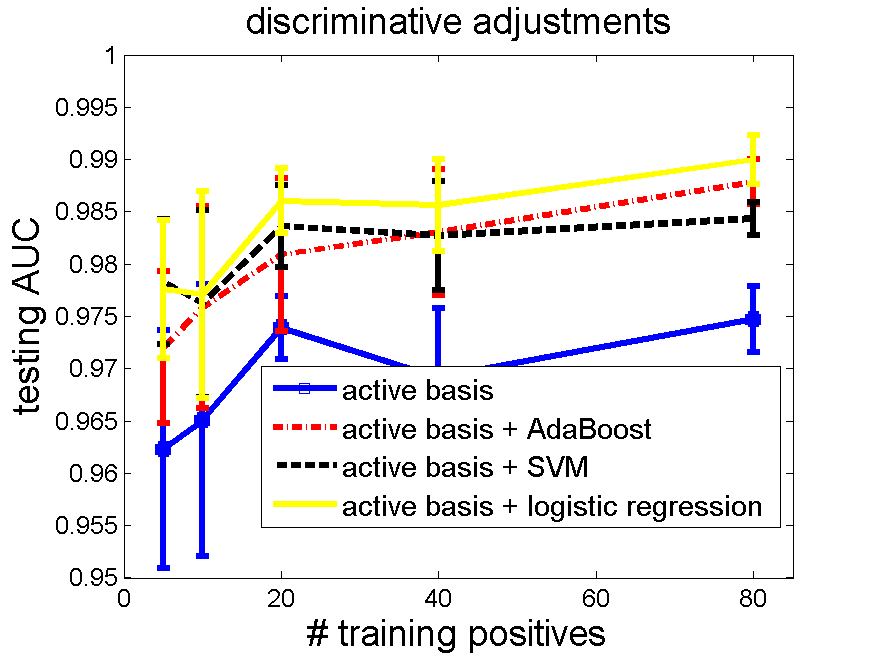 discriminative adjustments
testing AUC
1
0.995
0.99
0.985
0.98
0.975
0.97
0.965
0.96
0.955
0.95
active basis
active basis + AdaBoost
active basis + SVM
active basis + logistic regression
0 20 40 60 80
# training positives